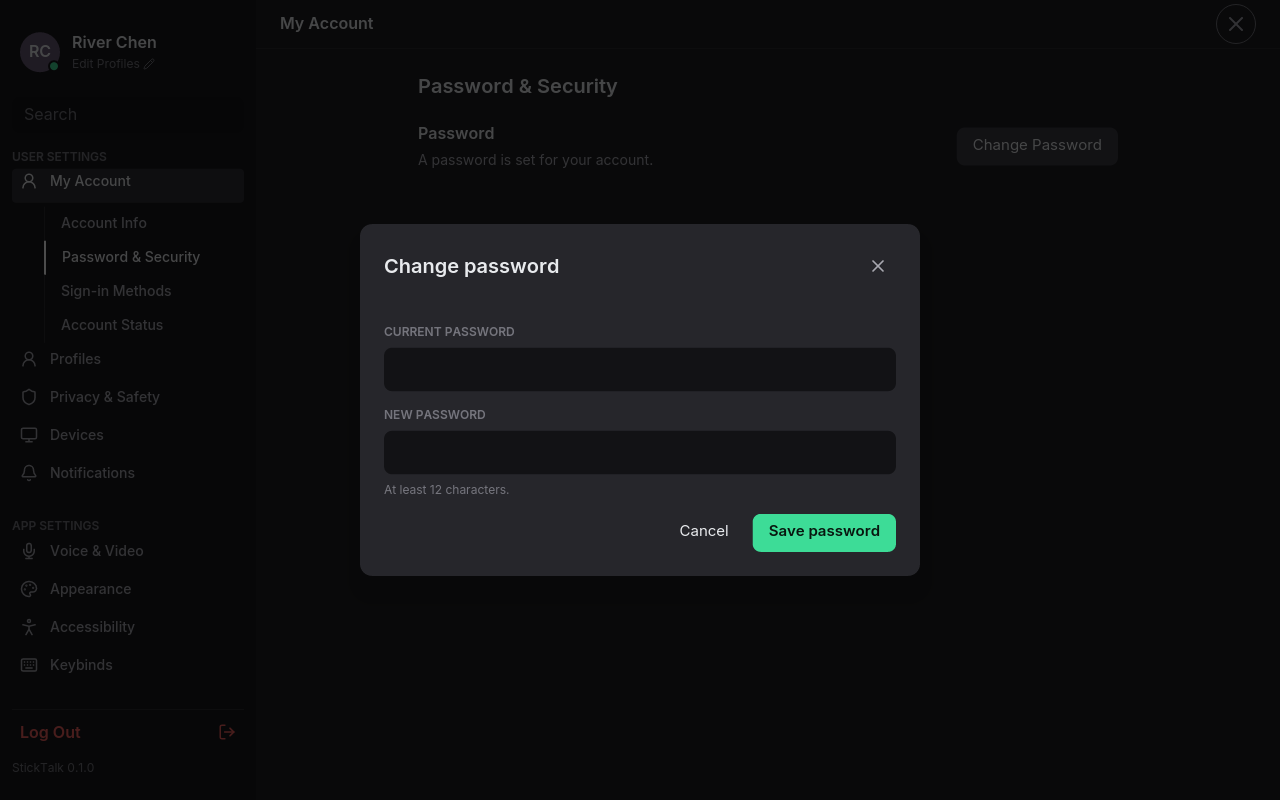 RC
River Chen
Edit Profiles
Search
USER SETTINGS
My Account
Account Info
Password & Security
Sign-in Methods
Account Status
Profiles
Privacy & Safety
Devices
Notifications
APP SETTINGS
Voice & Video
Appearance
Accessibility
Keybinds
Log Out
StickTalk 0.1.0
My Account
Password & Security
Password
A password is set for your account.
Change Password
Change password
CURRENT PASSWORD
NEW PASSWORD
At least 12 characters.
Cancel
Save password